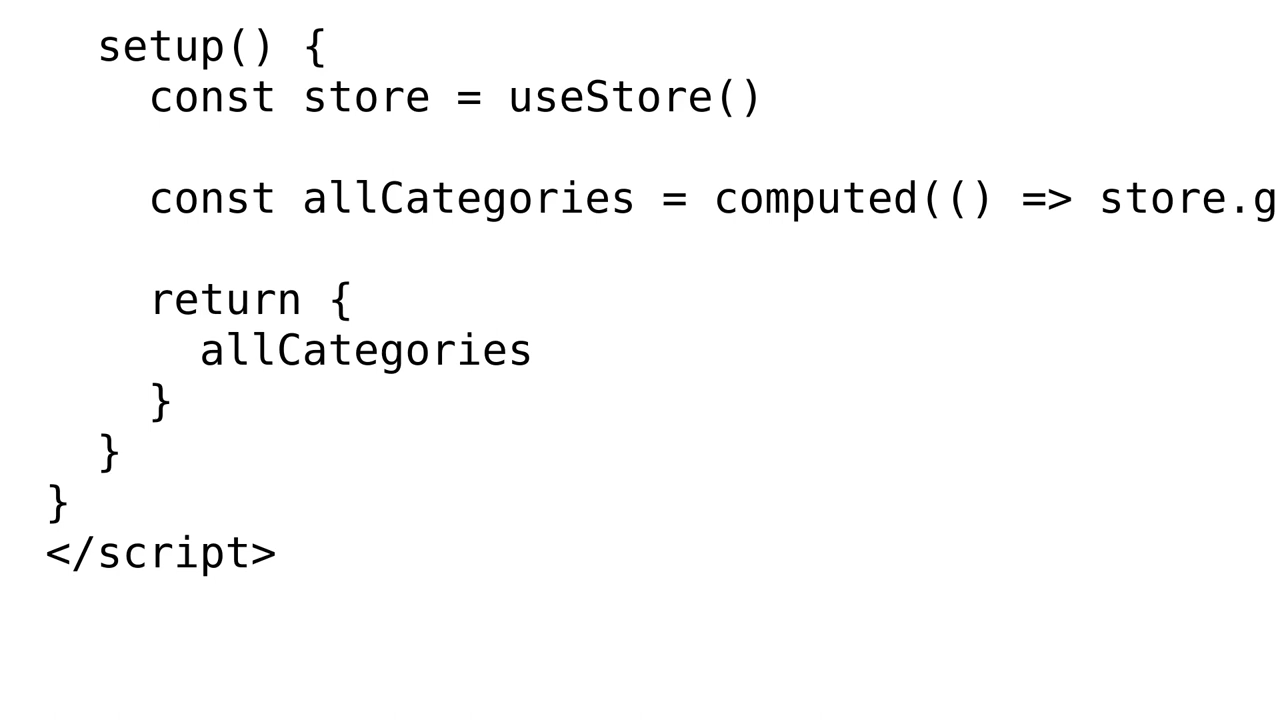 setup() {
const store = useStore()
const allCategories = computed(() => store.g
return {
allCategories
}
}
}
</script>